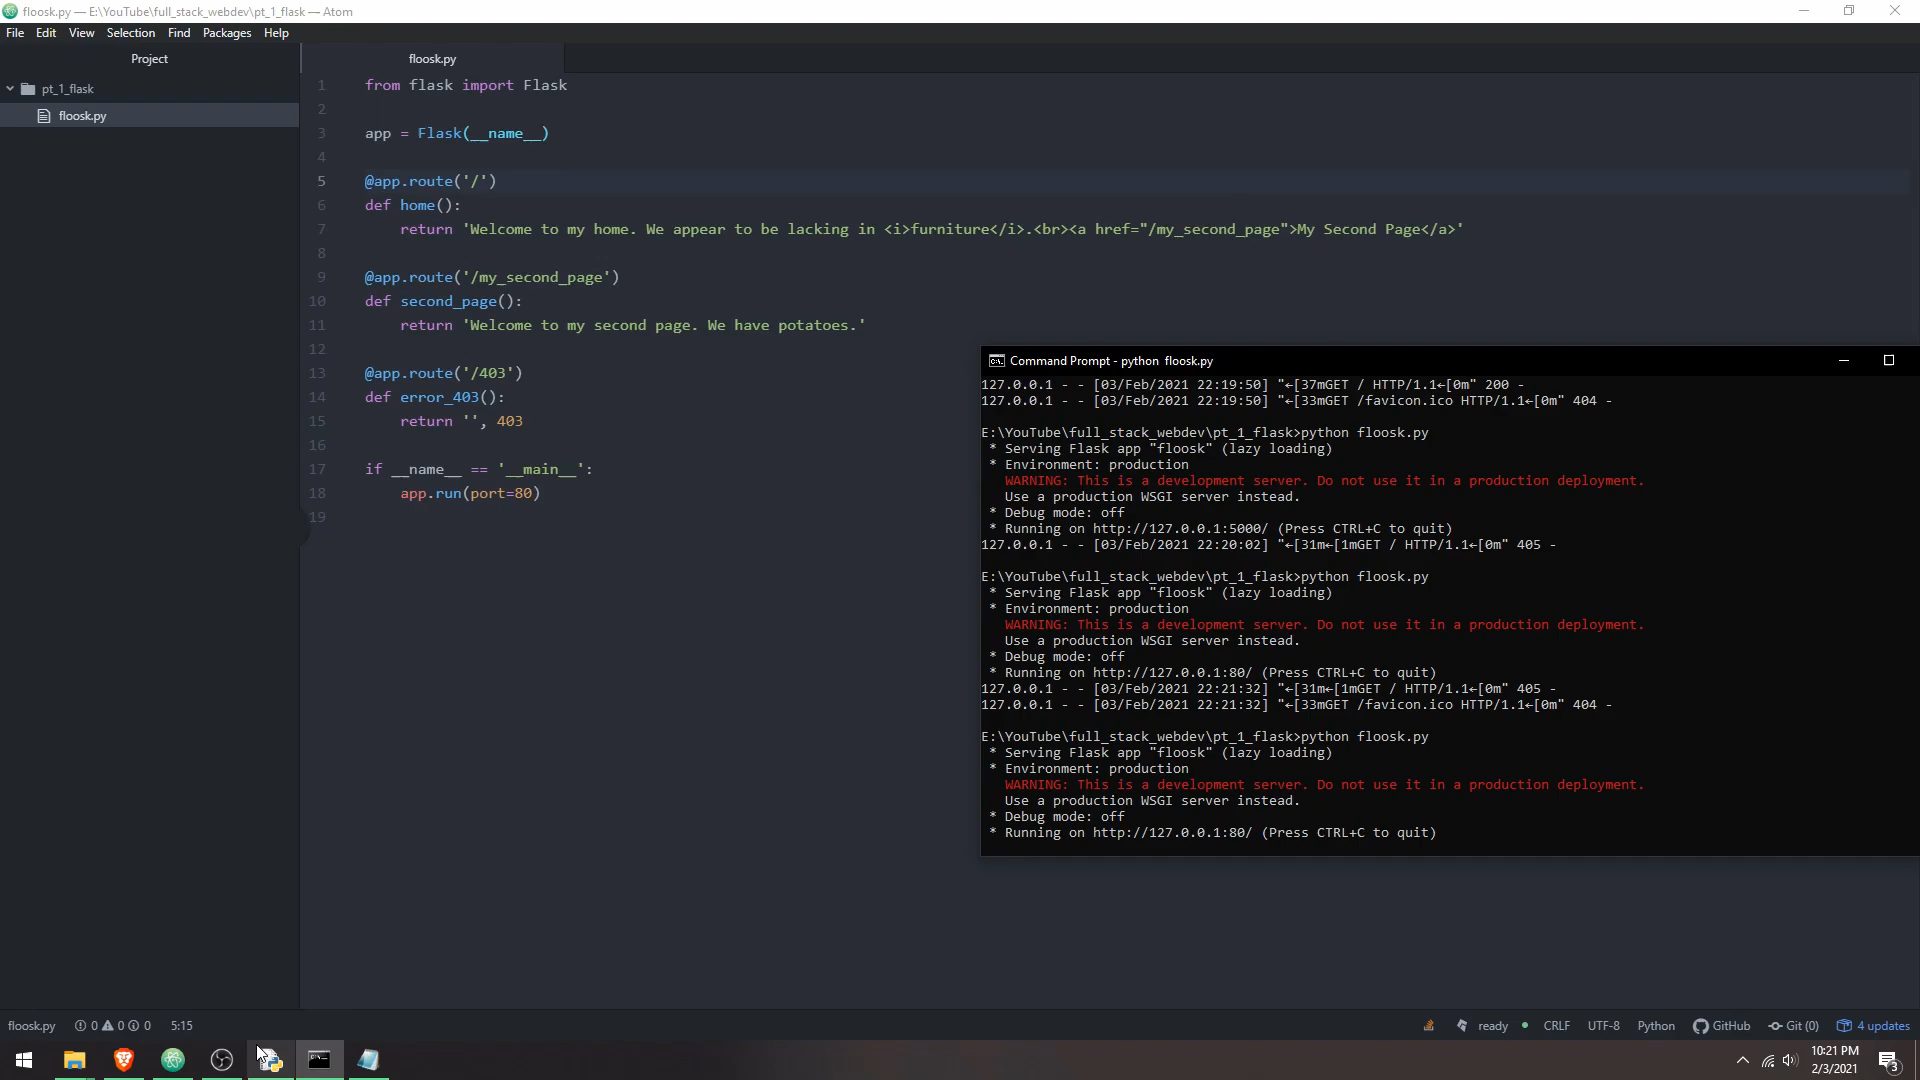 floosk.py — E:\YouTube\full_stack_webdev\pt_1_flask — Atom
File Edit View Selection Find Packages Help
Project
pt_1_flask
floosk.py
floosk.py
1 from flask import Flask
2
3 app = Flask(__name__)
4
5 @app.route('/')
6 def home():
7 return 'Welcome to my home. We appear to be lacking in <i>furniture</i>.<br><a href="/my_second_page">My Second Page</a>'
8
9 @app.route('/my_second_page')
10 def second_page():
11 return 'Welcome to my second page. We have potatoes.'
12
13 @app.route('/403')
14 def error_403():
15 return '', 403
16
17 if __name__ == '__main__':
18 app.run(port=80)
19
Command Prompt - python floosk.py
127.0.0.1 - - [03/Feb/2021 22:19:50] "←[37mGET / HTTP/1.1←[0m" 200 -
127.0.0.1 - - [03/Feb/2021 22:19:50] "←[33mGET /favicon.ico HTTP/1.1←[0m" 404 -
E:\YouTube\full_stack_webdev\pt_1_flask>python floosk.py
* Serving Flask app "floosk" (lazy loading)
* Environment: production
WARNING: This is a development server. Do not use it in a production deployment.
Use a production WSGI server instead.
* Debug mode: off
* Running on http://127.0.0.1:5000/ (Press CTRL+C to quit)
127.0.0.1 - - [03/Feb/2021 22:20:02] "←[31m←[1mGET / HTTP/1.1←[0m" 405 -
E:\YouTube\full_stack_webdev\pt_1_flask>python floosk.py
* Serving Flask app "floosk" (lazy loading)
* Environment: production
WARNING: This is a development server. Do not use it in a production deployment.
Use a production WSGI server instead.
* Debug mode: off
* Running on http://127.0.0.1:80/ (Press CTRL+C to quit)
127.0.0.1 - - [03/Feb/2021 22:21:32] "←[31m←[1mGET / HTTP/1.1←[0m" 405 -
127.0.0.1 - - [03/Feb/2021 22:21:32] "←[33mGET /favicon.ico HTTP/1.1←[0m" 404 -
E:\YouTube\full_stack_webdev\pt_1_flask>python floosk.py
* Serving Flask app "floosk" (lazy loading)
* Environment: production
WARNING: This is a development server. Do not use it in a production deployment.
Use a production WSGI server instead.
* Debug mode: off
* Running on http://127.0.0.1:80/ (Press CTRL+C to quit)
floosk.py 0 0 0 5:15 ready CRLF UTF-8 Python GitHub Git (0) 4 updates
10:21 PM
2/3/2021
3